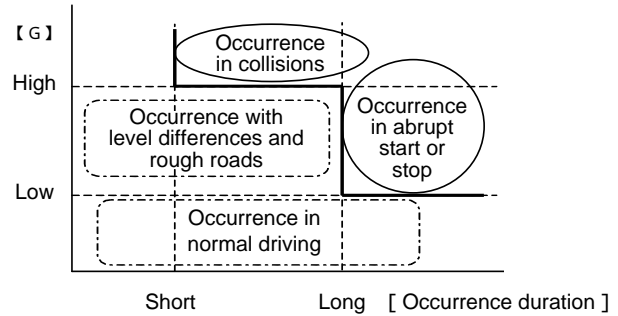 【 G 】
Occurrence
in collisions
High
Occurrence
in abrupt
start or
stop
Occurrence with
level differences and
rough roads
Low
Occurrence in
normal driving
Short
Long
[ Occurrence duration ]